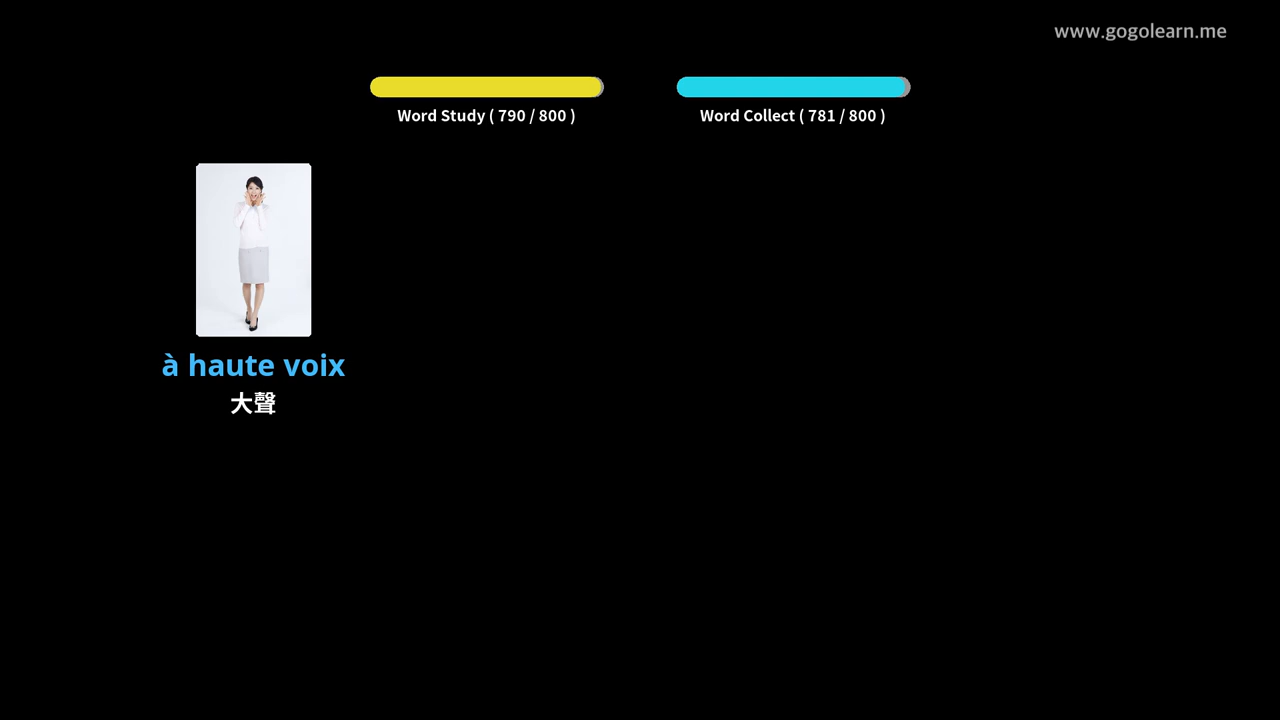 www.gogolearn.me
Word Study ( 790 / 800 )
Word Collect ( 781 / 800 )
à haute voix
大聲